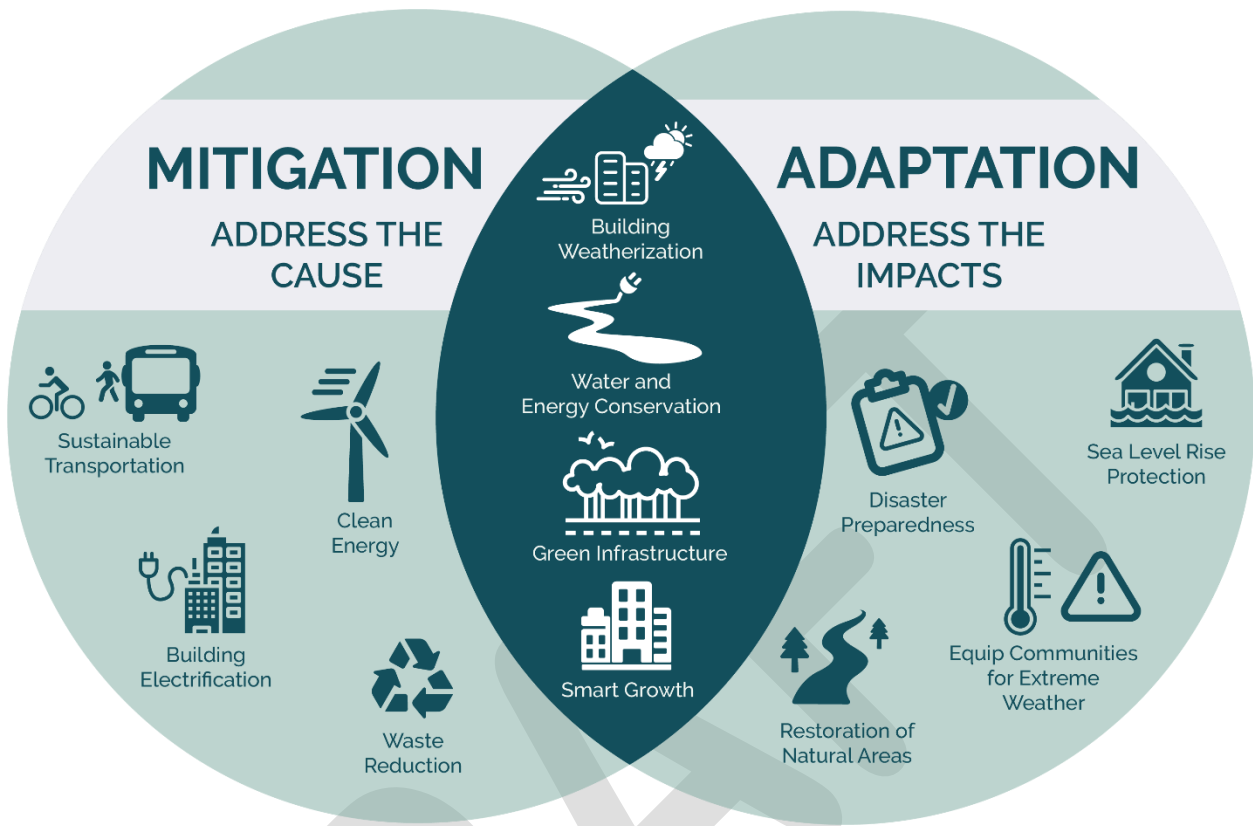 MITIGATION
ADDRESS THE
CAUSE
Sustainable
Transportation
Clean
Energy
Building
Electrification
Waste
Reduction
Building
Weatherization
Water and
Energy Conservation
Green Infrastructure
Smart Growth
ADAPTATION
ADDRESS THE
IMPACTS
Disaster
Preparedness
Sea Level Rise
Protection
Equip Communities
for Extreme
Weather
Restoration of
Natural Areas